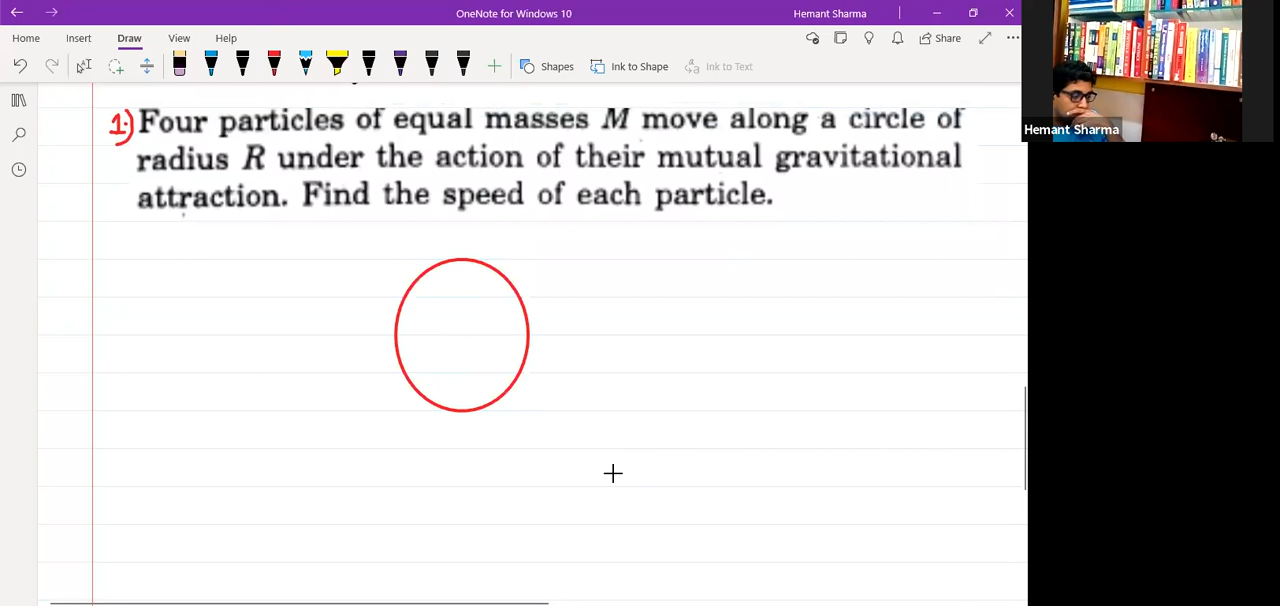 OneNote for Windows 10
Hemant Sharma
Home Insert Draw View Help
Share
Shapes Ink to Shape Ink to Text
1.) Four particles of equal masses M move along a circle of
radius R under the action of their mutual gravitational
attraction. Find the speed of each particle.
Hemant Sharma